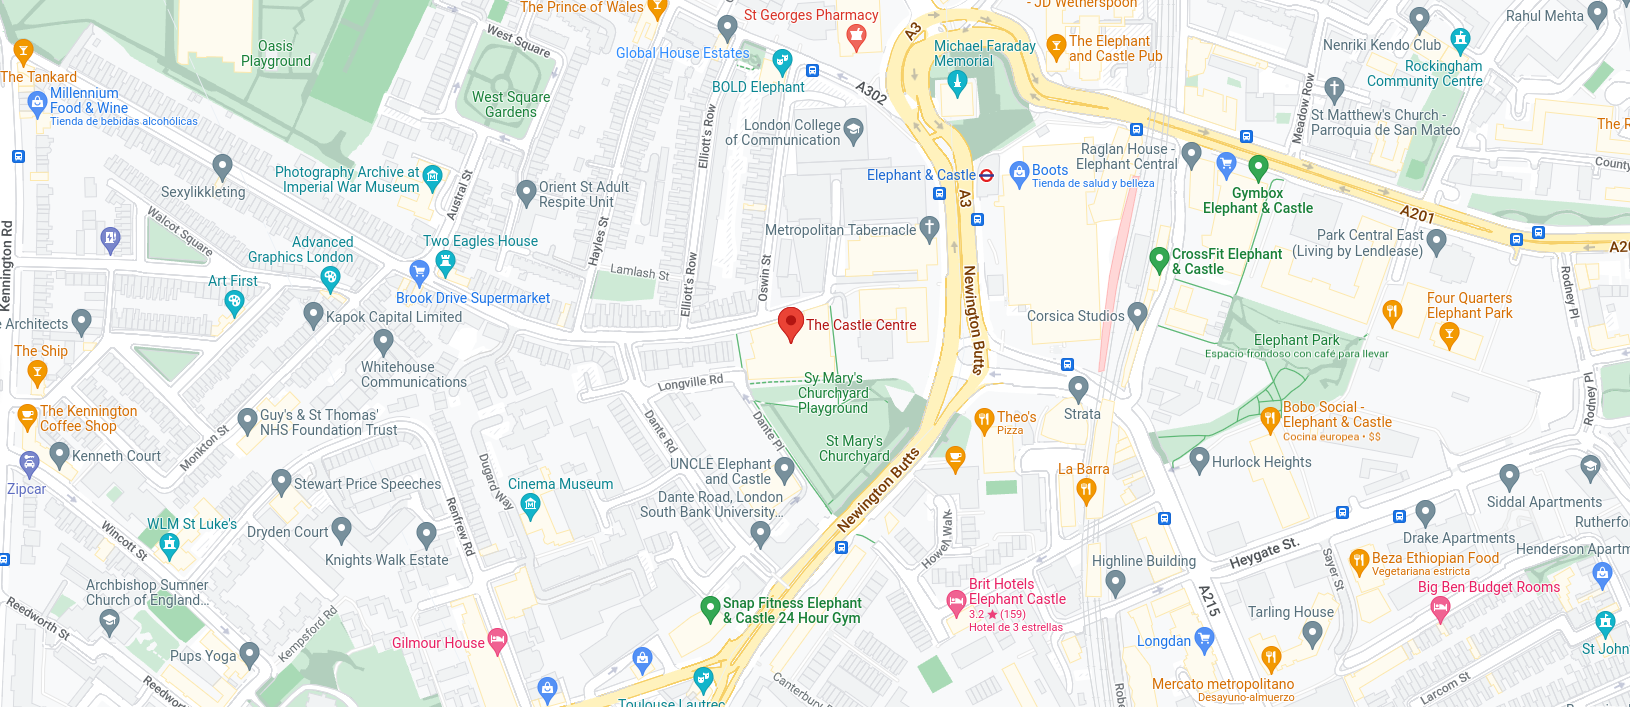 The Prince of Wales
St Georges Pharmacy
- JD Wetherspoon
Rahul Mehta
A3
West Square
Oasis
Playground
Global House Estates
Michael Faraday
Memorial
The Elephant
and Castle Pub
Nenriki Kendo Club
Rockingham
Community Centre
The Tankard
Millennium
Food & Wine
Tienda de bebidas alcohólicas
West Square
Gardens
BOLD Elephant
A302
Meadow Row
St Matthew's Church -
Parroquia de San Mateo
London College
of Communication
Elliott's Row
Raglan House -
Elephant Central
The R
County
Photography Archive at
Imperial War Museum
Sexylikkleting
Austral St
Orient St Adult
Respite Unit
Elephant & Castle
Boots
Tienda de salud y belleza
A3
Gymbox
Elephant & Castle
A201
Kennington Rd
Walcot Square
Hayles St
Metropolitan Tabernacle
Park Central East
(Living by Lendlease)
A20
Advanced
Graphics London
Two Eagles House
Lamlash St
Elliott's Row
Oswin St
CrossFit Elephant
& Castle
Newington Butts
Rodney Pl
Art First
Brook Drive Supermarket
Kapok Capital Limited
Architects
The Castle Centre
Corsica Studios
Four Quarters
Elephant Park
Elephant Park
Espacio frondoso con café para llevar
The Ship
Whitehouse
Communications
Longville Rd
Sy Mary's
Churchyard
Playground
Strata
Rodney Pl
The Kennington
Coffee Shop
Guy's & St Thomas'
NHS Foundation Trust
Monkton St
Dante Rd
Dante Pl
St Mary's
Churchyard
Theo's
Pizza
Bobo Social -
Elephant & Castle
Cocina europea • $$
Kenneth Court
UNCLE Elephant
and Castle
Newington Butts
La Barra
Hurlock Heights
Zipcar
Stewart Price Speeches
Dugard Way
Cinema Museum
Dante Road, London
South Bank University...
Siddal Apartments
WLM St Luke's
Wincott St
Dryden Court
Renfrew Rd
Howell Walk
Rutherfor
Drake Apartments
Henderson Apartm
Knights Walk Estate
Highline Building
Heygate St.
Sayer St
Beza Ethiopian Food
Vegetariana estricta
Archbishop Sumner
Church of England...
Brit Hotels
Elephant Castle
3.2 ★ (159)
Hotel de 3 estrellas
A215
Big Ben Budget Rooms
Reedworth St
Kempsford Rd
Snap Fitness Elephant
& Castle 24 Hour Gym
Tarling House
Gilmour House
Longdan
St John
Pups Yoga
Reedwor
Toulouse Lautrec
Canterbury
Robe
Mercato metropolitano
Desayuno-almuerzo
Larcom St